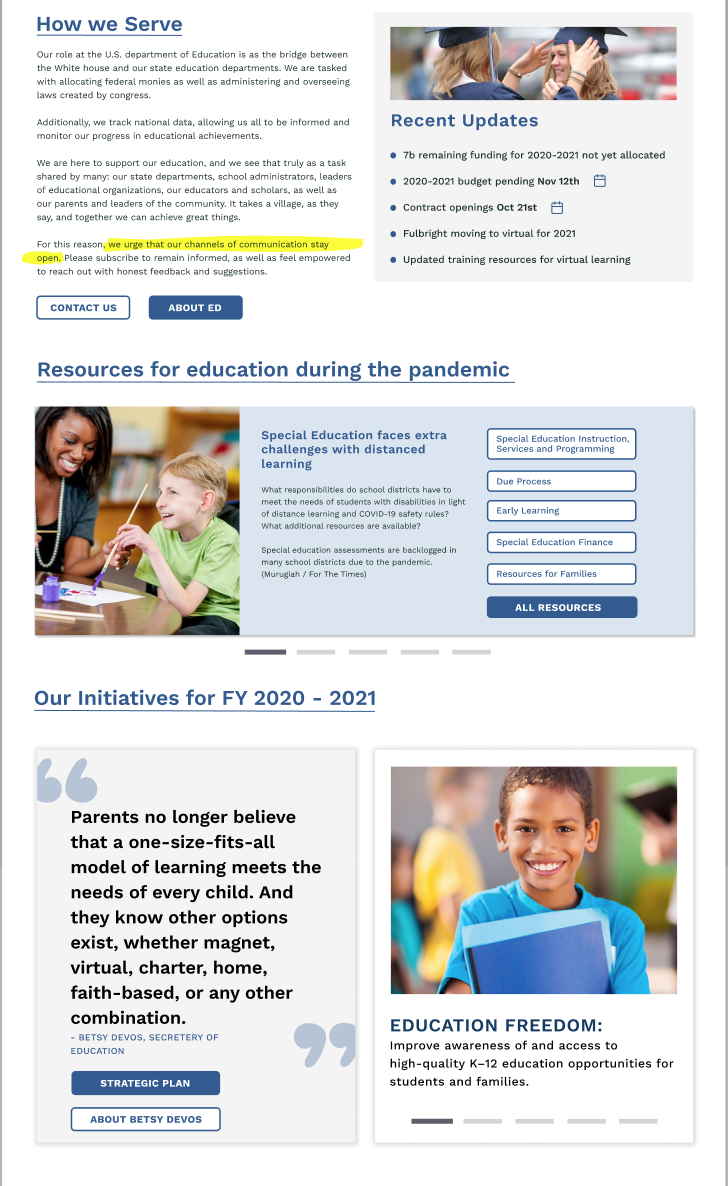 How we Serve
Our role at the U.S. department of Education is as the bridge between
the White house and our state education departments. We are tasked
with allocating federal monies as well as administering and overseeing
laws created by congress.
Additionally, we track national data, allowing us all to be informed and
monitor our progress in educational achievements.
We are here to support our education, and we see that truly as a task
shared by many: our state departments, school administrators, leaders
of educational organizations, our educators and scholars, as well as
our parents and leaders of the community. It takes a village, as they
say, and together we can achieve great things.
For this reason, we urge that our channels of communication stay
open. Please subscribe to remain informed, as well as feel empowered
to reach out with honest feedback and suggestions.
CONTACT US
ABOUT ED
Recent Updates
7b remaining funding for 2020-2021 not yet allocated
2020-2021 budget pending Nov 12th
Contract openings Oct 21st
Fulbright moving to virtual for 2021
Updated training resources for virtual learning
Resources for education during the pandemic
Special Education faces extra
challenges with distanced
learning
What responsibilities do school districts have to
meet the needs of students with disabilities in light
of distance learning and COVID-19 safety rules?
What additional resources are available?
Special education assessments are backlogged in
many school districts due to the pandemic.
(Murugiah / For The Times)
Special Education Instruction,
Services and Programming
Due Process
Early Learning
Special Education Finance
Resources for Families
ALL RESOURCES
Our Initiatives for FY 2020 - 2021
“
Parents no longer believe
that a one-size-fits-all
model of learning meets the
needs of every child. And
they know other options
exist, whether magnet,
virtual, charter, home,
faith-based, or any other
combination.
”
- BETSY DEVOS, SECRETERY OF
EDUCATION
STRATEGIC PLAN
ABOUT BETSY DEVOS
EDUCATION FREEDOM:
Improve awareness of and access to
high-quality K–12 education opportunities for
students and families.